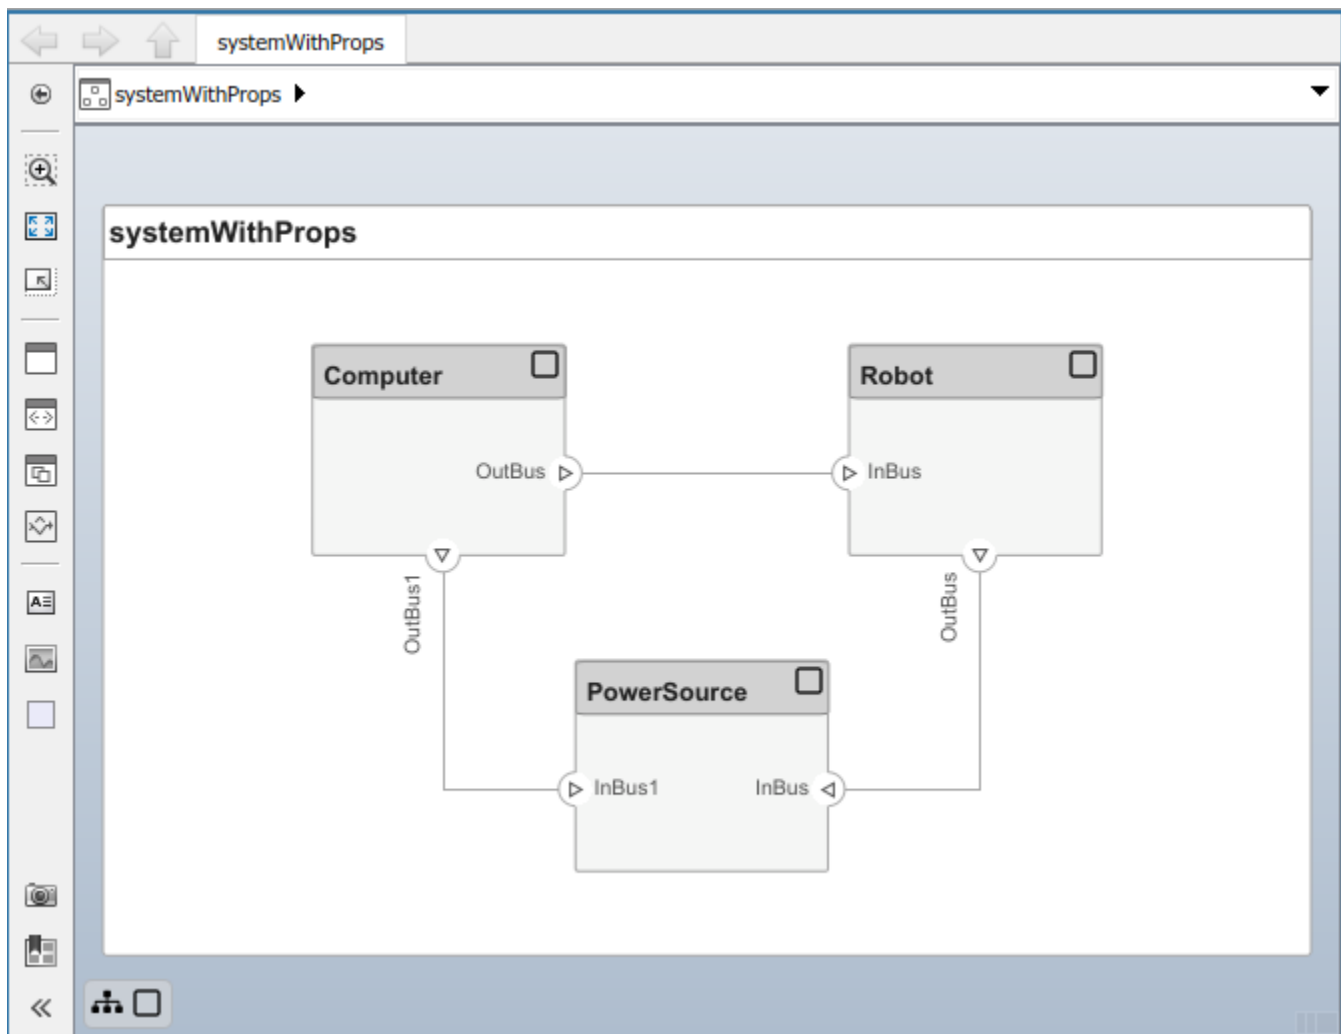 systemWithProps
systemWithProps
systemWithProps
Computer
Robot
OutBus
InBus
OutBus1
OutBus
PowerSource
InBus1
InBus